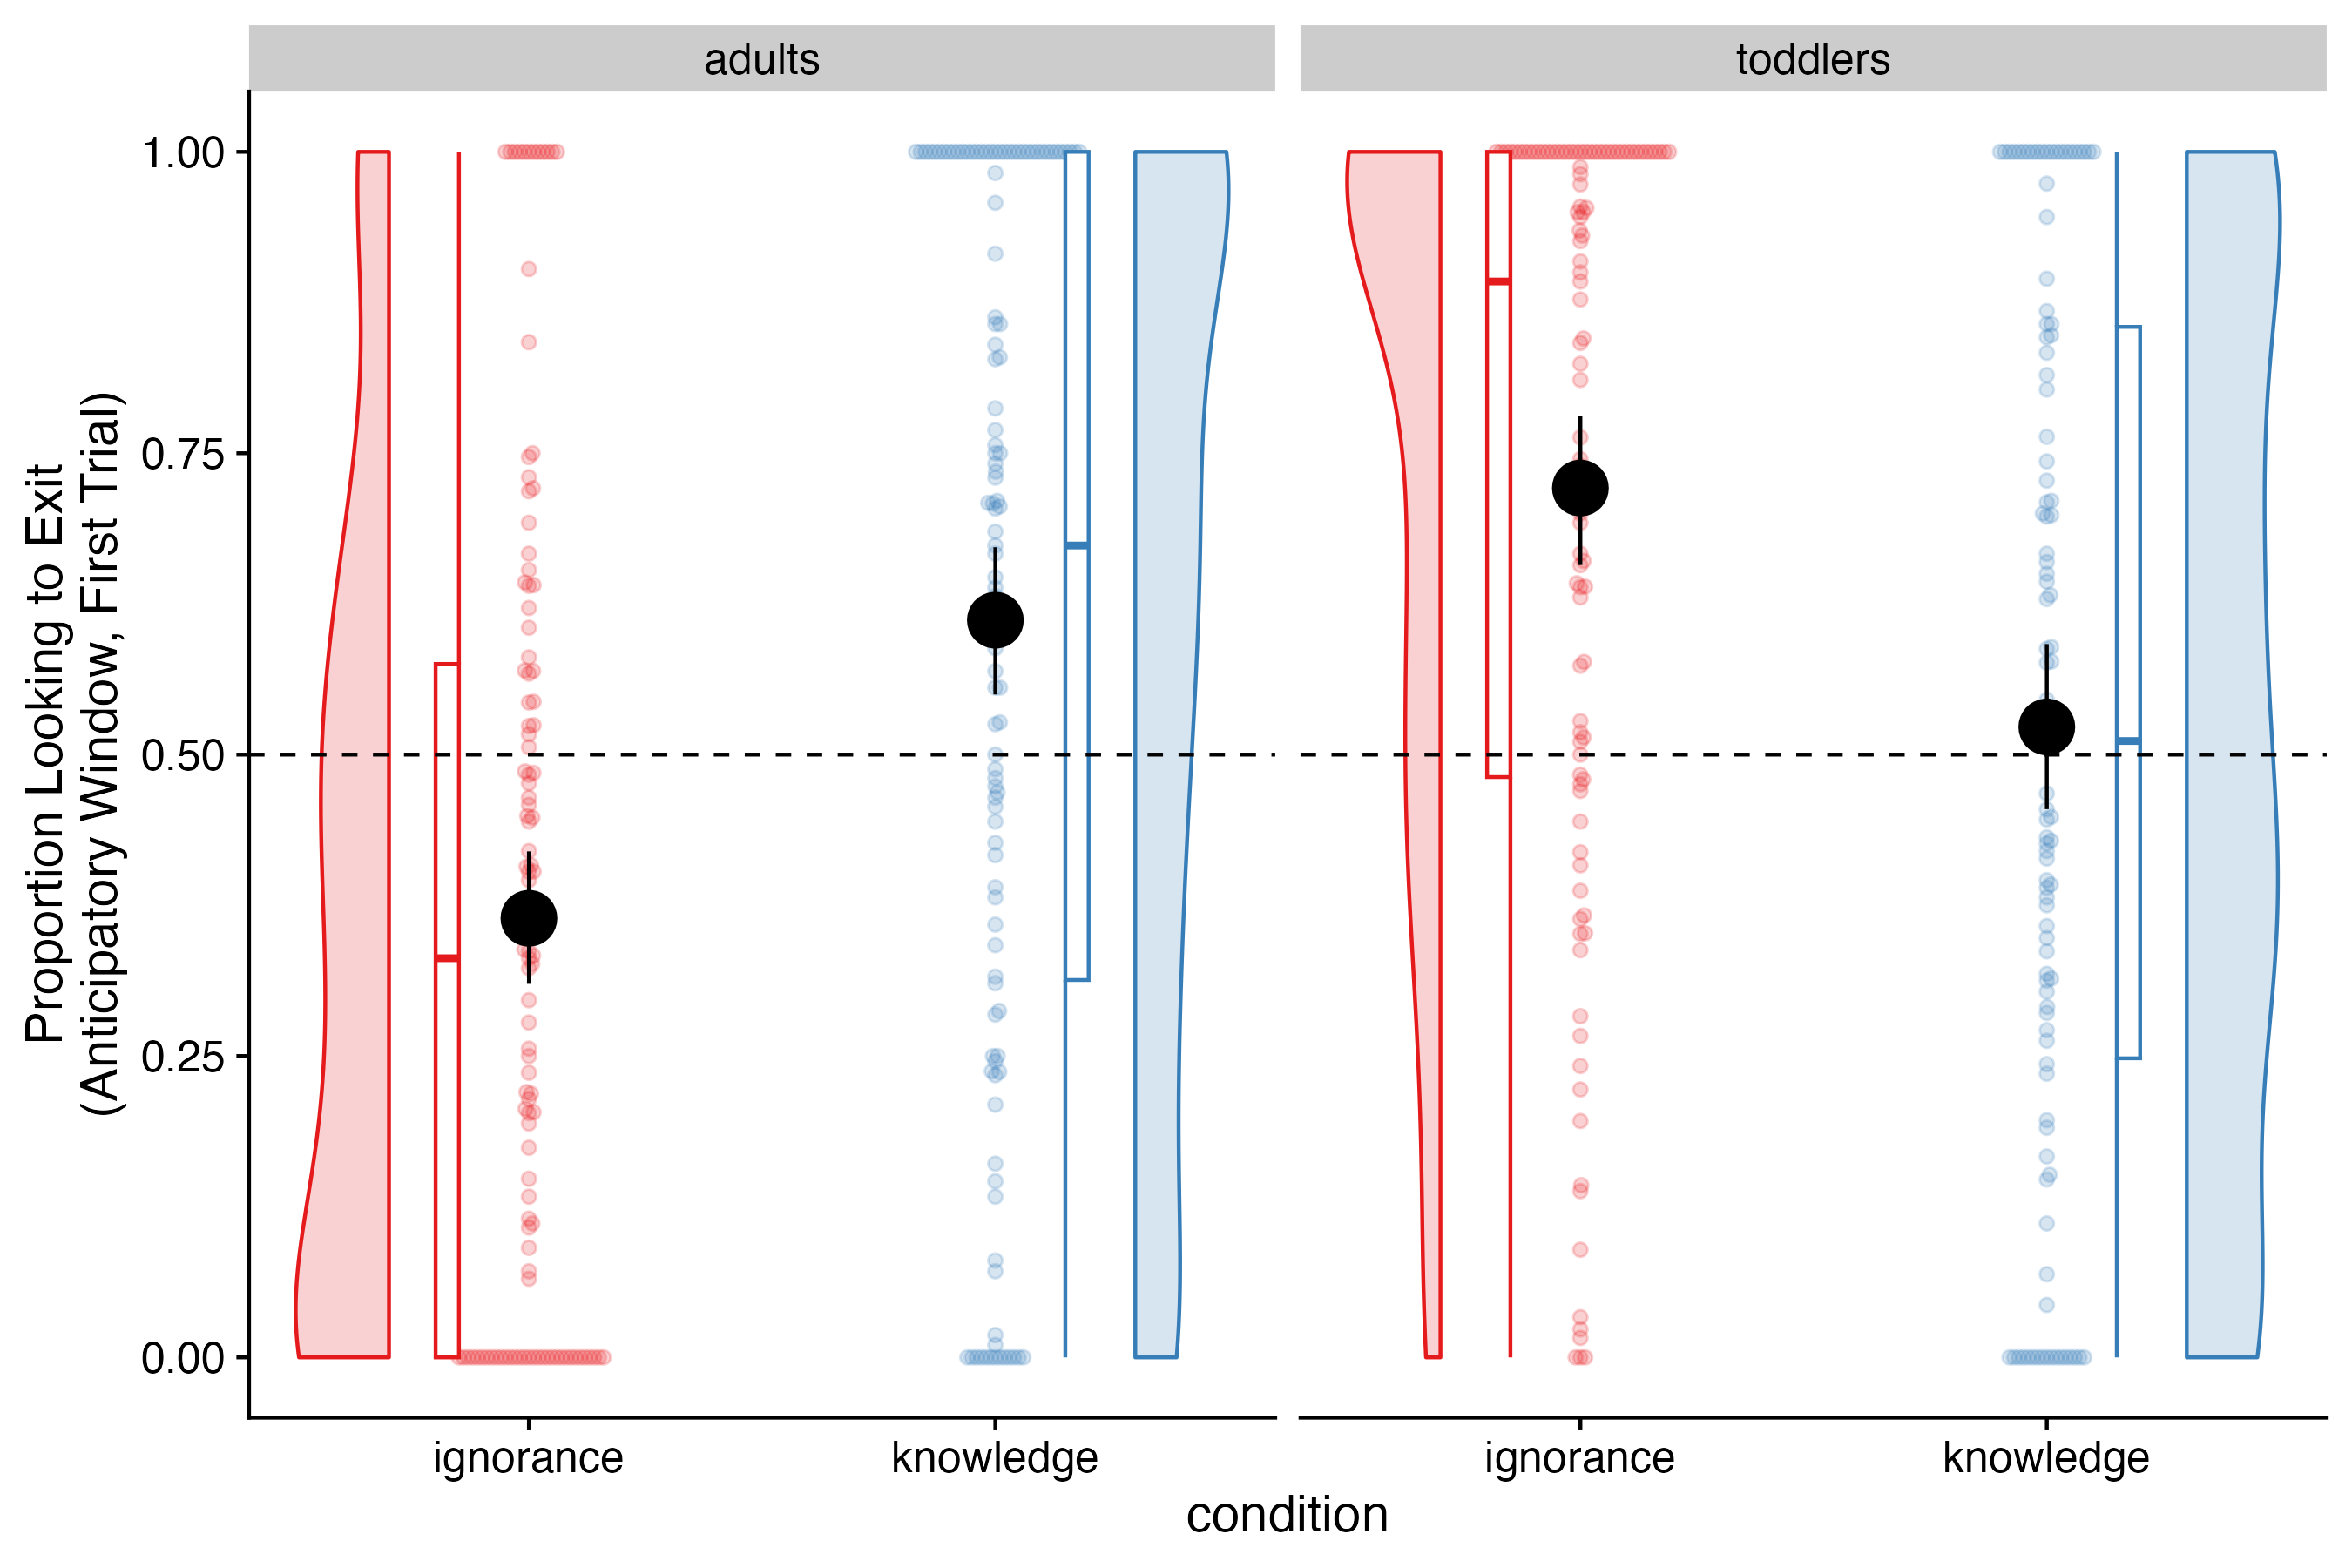 adults
toddlers
Proportion Looking to Exit
(Anticipatory Window, First Trial)
1.00
0.75
0.50
0.25
0.00
ignorance
knowledge
ignorance
knowledge
condition